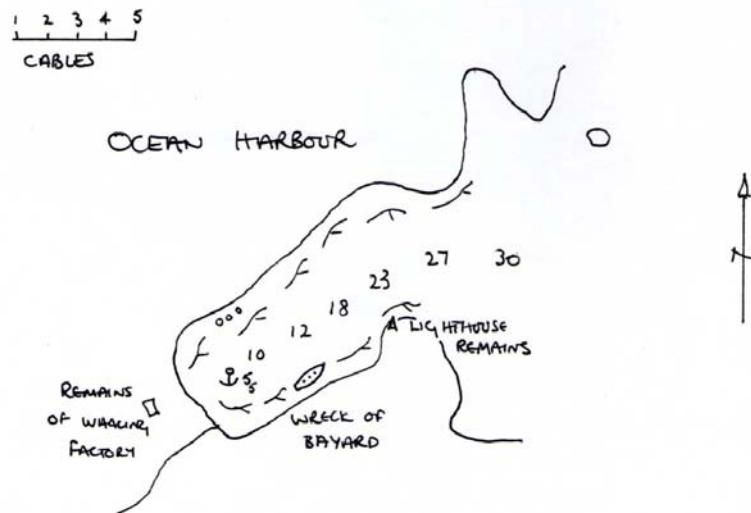 1 2 3 4 5
CABLES
OCEAN HARBOUR
N
30
27
23
18
12
10
5
5
A LIGHTHOUSE
REMAINS
REMAINS
OF WHALING
FACTORY
WRECK OF
BAYARD